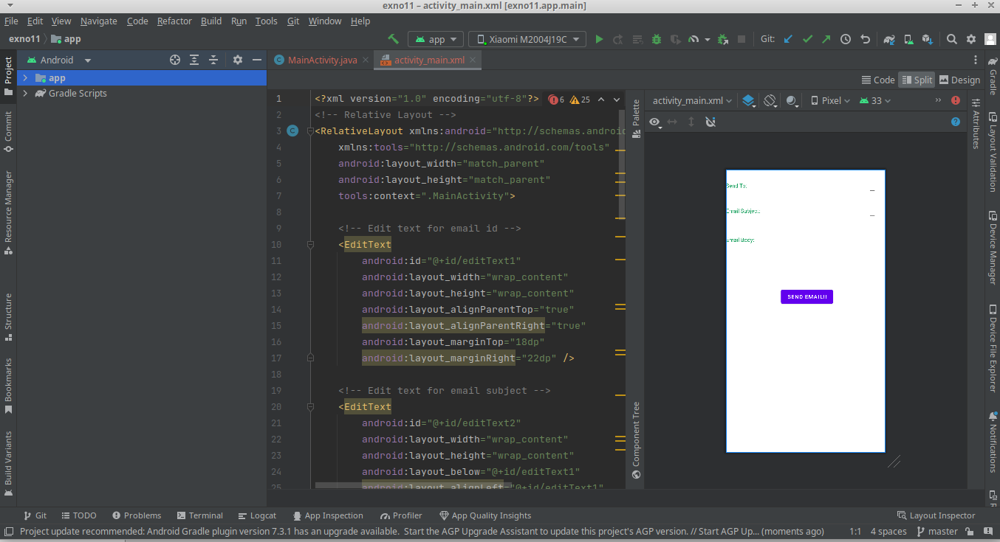 exno11 – activity_main.xml [exno11.app.main]
File Edit View Navigate Code Refactor Build Run Tools Git Window Help
exno11 app app Xiaomi M2004J19C Git:
Project Android MainActivity.java activity_main.xml
Code Split Design
app
Gradle Scripts
Commit
Resource Manager
Structure
Bookmarks
Build Variants
1 <?xml version="1.0" encoding="utf-8"?> 6 25
2 <!-- Relative Layout -->
3 C <RelativeLayout xmlns:android="http://schemas.android
4 xmlns:tools="http://schemas.android.com/tools"
5 android:layout_width="match_parent"
6 android:layout_height="match_parent"
7 tools:context=".MainActivity">
8
9 <!-- Edit text for email id -->
10 <EditText
11 android:id="@+id/editText1"
12 android:layout_width="wrap_content"
13 android:layout_height="wrap_content"
14 android:layout_alignParentTop="true"
15 android:layout_alignParentRight="true"
16 android:layout_marginTop="18dp"
17 android:layout_marginRight="22dp" />
18
19 <!-- Edit text for email subject -->
20 <EditText
21 android:id="@+id/editText2"
22 android:layout_width="wrap_content"
23 android:layout_height="wrap_content"
24 android:layout_below="@+id/editText1"
25 android:layout_alignLeft="@+id/editText1"
Palette
Component Tree
activity_main.xml Pixel 33 »
Send To:
Email Subject:
Email Body:
SEND EMAIL!!
Attributes
Gradle
Layout Validation
Device Manager
Device File Explorer
Notifications
Git TODO Problems Terminal Logcat App Inspection Profiler App Quality Insights Layout Inspector
Project update recommended: Android Gradle plugin version 7.3.1 has an upgrade available. Start the AGP Upgrade Assistant to update this project's AGP version. // Start AGP Up... (moments ago) 1:1 4 spaces master